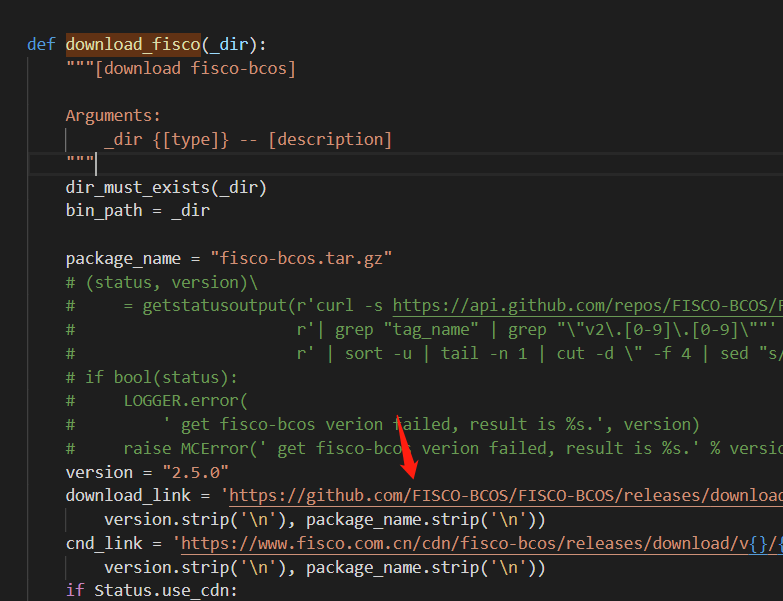 def download_fisco(_dir):
"""[download fisco-bcos]
Arguments:
_dir {[type]} -- [description]
"""
dir_must_exists(_dir)
bin_path = _dir
package_name = "fisco-bcos.tar.gz"
# (status, version)\
# = getstatusoutput(r'curl -s https://api.github.com/repos/FISCO-BCOS/F
# r'| grep "tag_name" | grep "\"v2\.[0-9]\.[0-9]\""'
# r' | sort -u | tail -n 1 | cut -d \" -f 4 | sed "s/
# if bool(status):
# LOGGER.error(
# ' get fisco-bcos verion failed, result is %s.', version)
# raise MCError(' get fisco-bcos verion failed, result is %s.' % versio
version = "2.5.0"
download_link = 'https://github.com/FISCO-BCOS/FISCO-BCOS/releases/download
version.strip('\n'), package_name.strip('\n'))
cnd_link = 'https://www.fisco.com.cn/cdn/fisco-bcos/releases/download/v{}/{
version.strip('\n'), package_name.strip('\n'))
if Status.use_cdn: